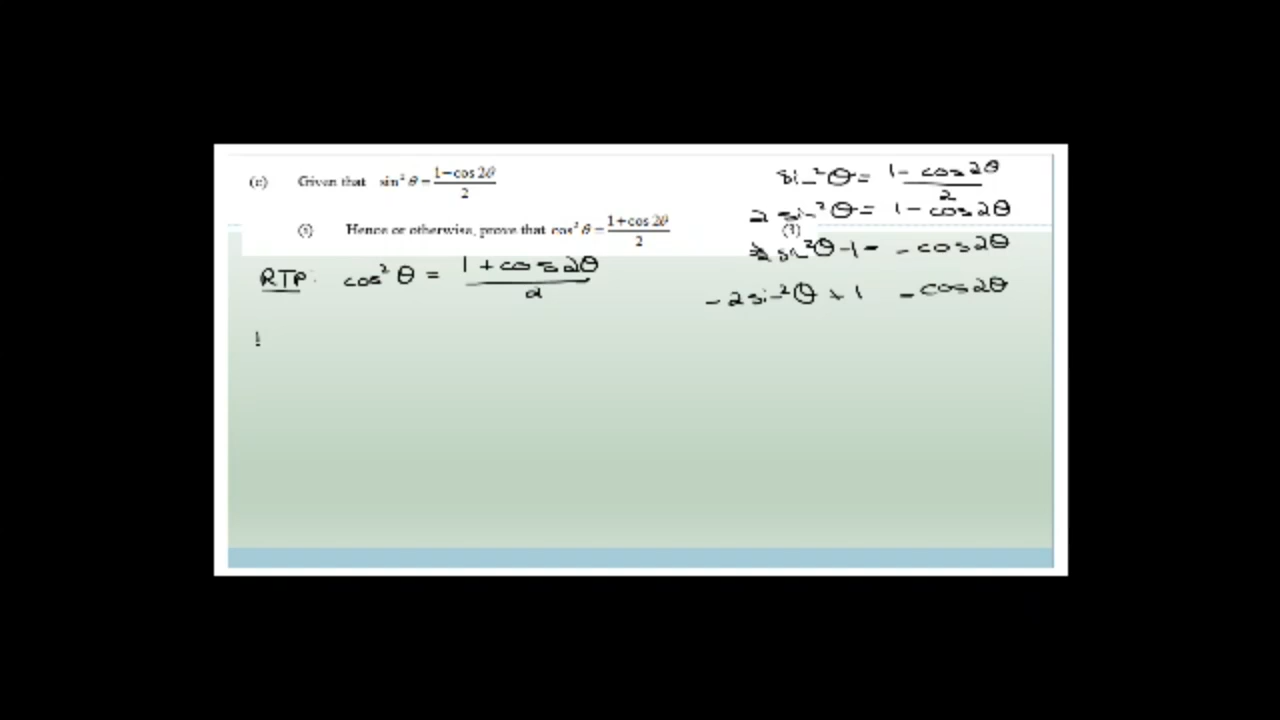 (c) Given that sin² θ = (1−cos 2θ)/2
(i) Hence or otherwise, prove that cos² θ = (1+cos 2θ)/2 (3)
RTP: cos² θ = (1 + cos 2θ)/2
sin² θ = (1 - cos 2θ)/2
2 sin² θ = 1 - cos 2θ
2 sin² θ - 1 = - cos 2θ
- 2 sin² θ + 1 - cos 2θ